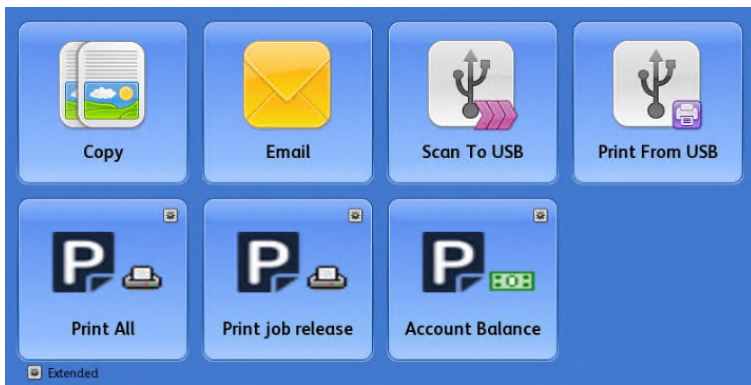 Copy
Email
Scan To USB
Print From USB
P
Print All
P
Print job release
P
Account Balance
Extended